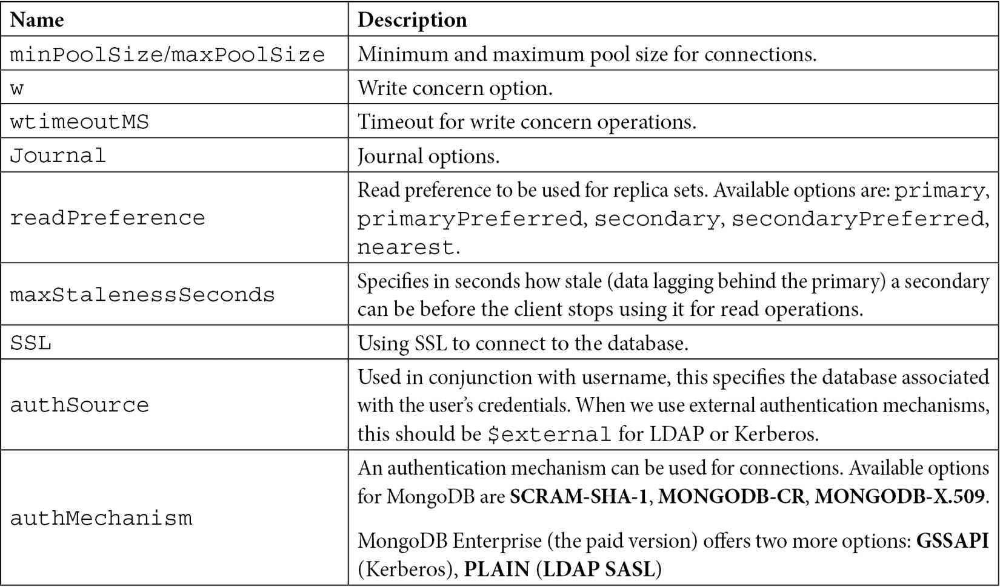 Name
Description
minPoolSize/maxPoolSize
Minimum and maximum pool size for connections.
w
Write concern option.
wtimeoutMS
Timeout for write concern operations.
Journal
Journal options.
readPreference
Read preference to be used for replica sets. Available options are: primary,
primaryPreferred, secondary, secondaryPreferred,
nearest.
maxStalenessSeconds
Specifies in seconds how stale (data lagging behind the primary) a secondary
can be before the client stops using it for read operations.
SSL
Using SSL to connect to the database.
authSource
Used in conjunction with username, this specifies the database associated
with the user’s credentials. When we use external authentication mechanisms,
this should be $external for LDAP or Kerberos.
authMechanism
An authentication mechanism can be used for connections. Available options
for MongoDB are SCRAM-SHA-1, MONGODB-CR, MONGODB-X.509.
MongoDB Enterprise (the paid version) offers two more options: GSSAPI
(Kerberos), PLAIN (LDAP SASL)